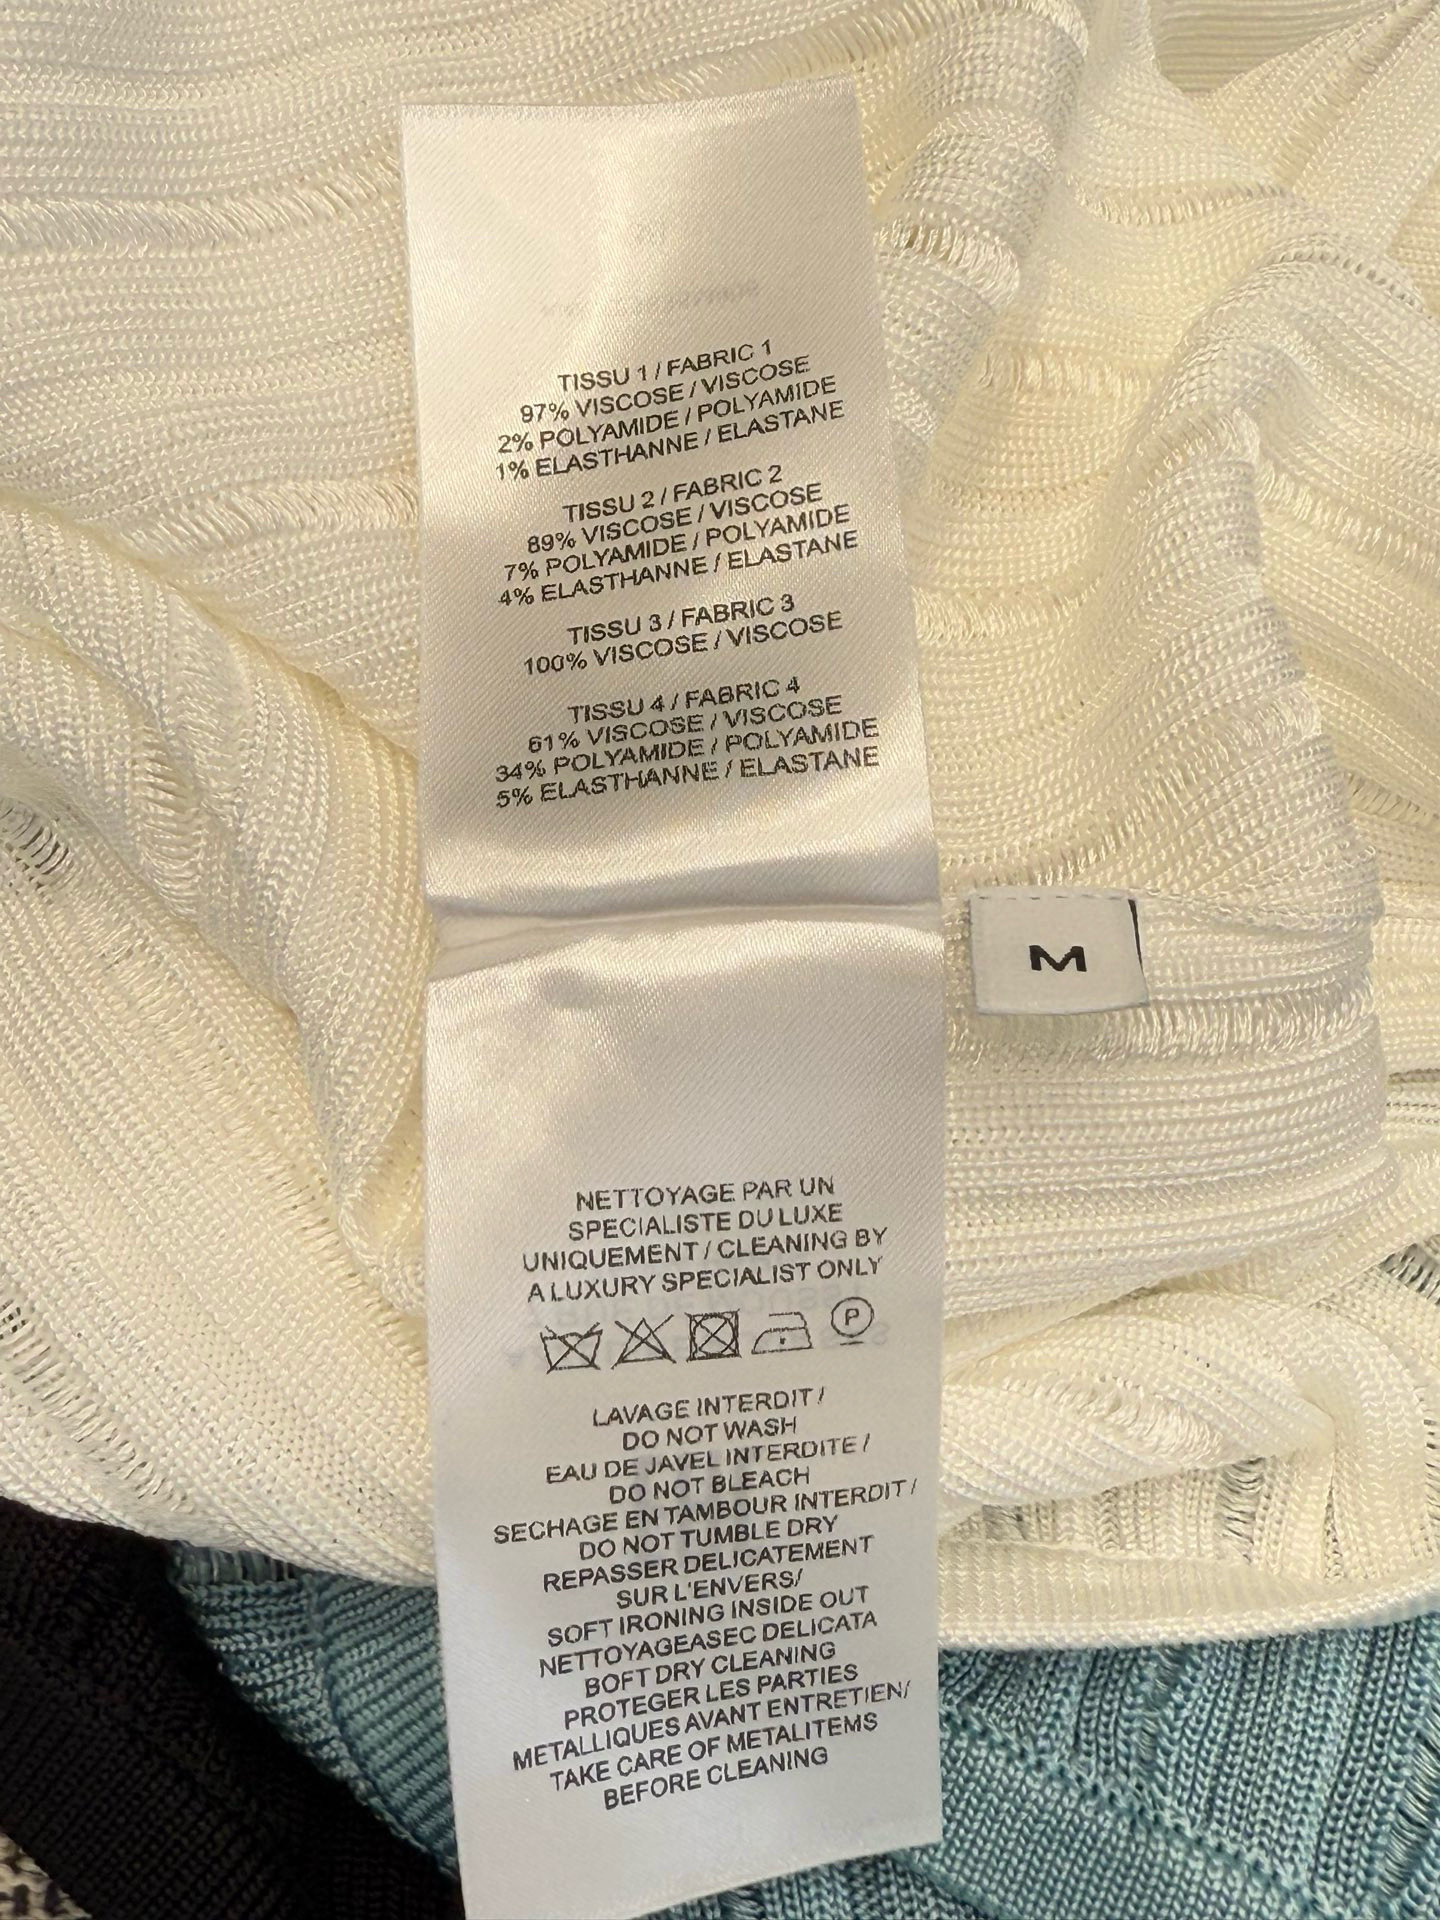 TISSU 1 / FABRIC 1
97% VISCOSE / VISCOSE
2% POLYAMIDE / POLYAMIDE
1% ELASTHANNE / ELASTANE
TISSU 2 / FABRIC 2
89% VISCOSE / VISCOSE
7% POLYAMIDE / POLYAMIDE
4% ELASTHANNE / ELASTANE
TISSU 3 / FABRIC 3
100% VISCOSE / VISCOSE
TISSU 4 / FABRIC 4
61% VISCOSE / VISCOSE
34% POLYAMIDE / POLYAMIDE
5% ELASTHANNE / ELASTANE
M
NETTOYAGE PAR UN
SPECIALISTE DU LUXE
UNIQUEMENT / CLEANING BY
A LUXURY SPECIALIST ONLY
P
LAVAGE INTERDIT /
DO NOT WASH
EAU DE JAVEL INTERDITE /
DO NOT BLEACH
SECHAGE EN TAMBOUR INTERDIT /
DO NOT TUMBLE DRY
REPASSER DELICATEMENT
SUR L'ENVERS/
SOFT IRONING INSIDE OUT
NETTOYAGEASEC DELICATA
BOFT DRY CLEANING
PROTEGER LES PARTIES
METALLIQUES AVANT ENTRETIEN/
TAKE CARE OF METALITEMS
BEFORE CLEANING